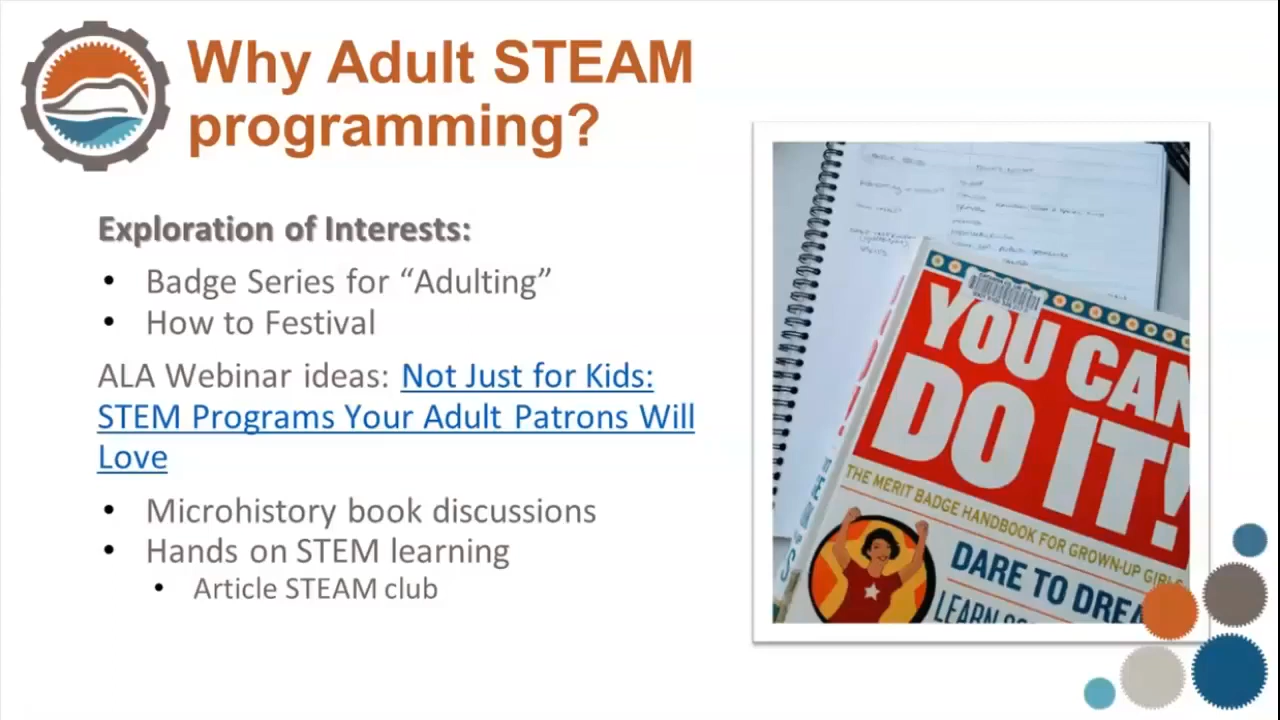 Why Adult STEAM
programming?
Exploration of Interests:
• Badge Series for “Adulting”
• How to Festival
ALA Webinar ideas: Not Just for Kids:
STEM Programs Your Adult Patrons Will
Love
• Microhistory book discussions
• Hands on STEM learning
• Article STEAM club
YOU CAN
DO IT!
THE MERIT BADGE HANDBOOK FOR GROWN-UP GIRLS
DARE TO DREA
LEARN